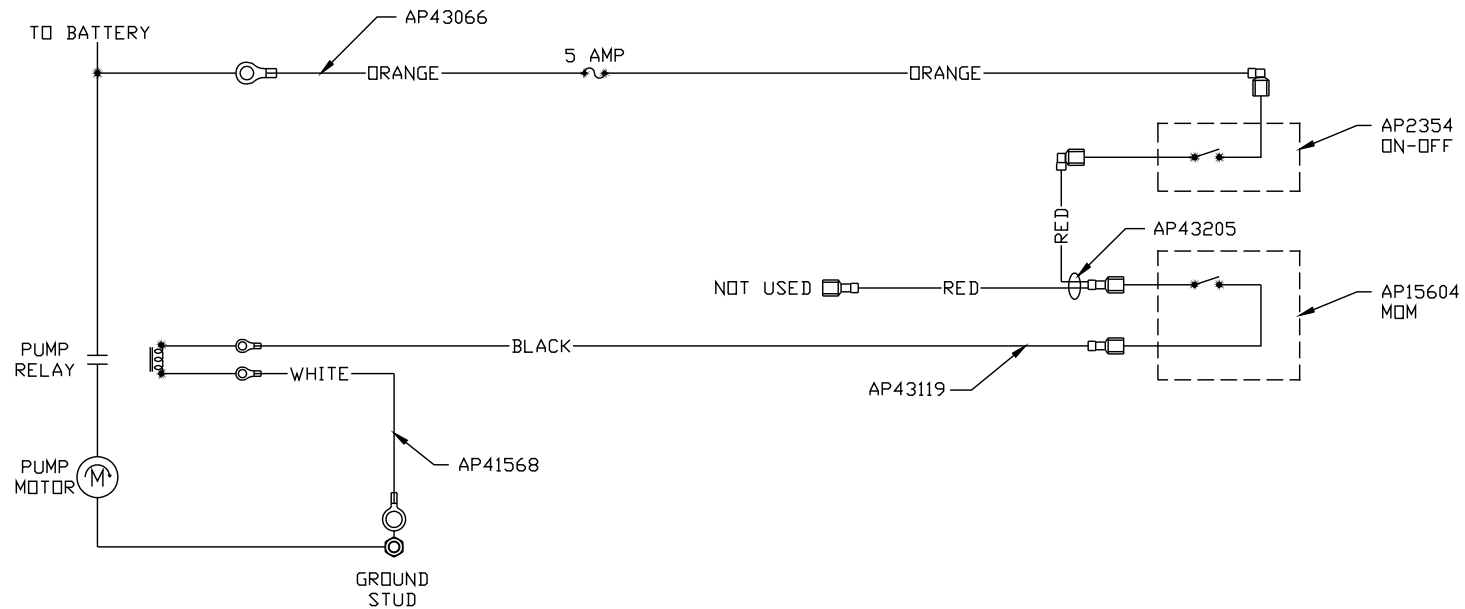 TO BATTERY
AP43066
ORANGE
5 AMP
ORANGE
AP2354
ON-OFF
RED
AP43205
NOT USED
RED
AP15604
MOM
PUMP
RELAY
BLACK
WHITE
AP43119
AP41568
PUMP
MOTOR
M
GROUND
STUD